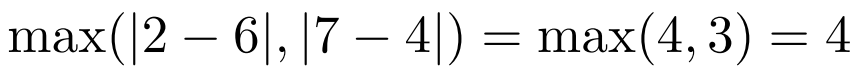 max(|2 − 6|, |7 − 4|) = max(4, 3) = 4